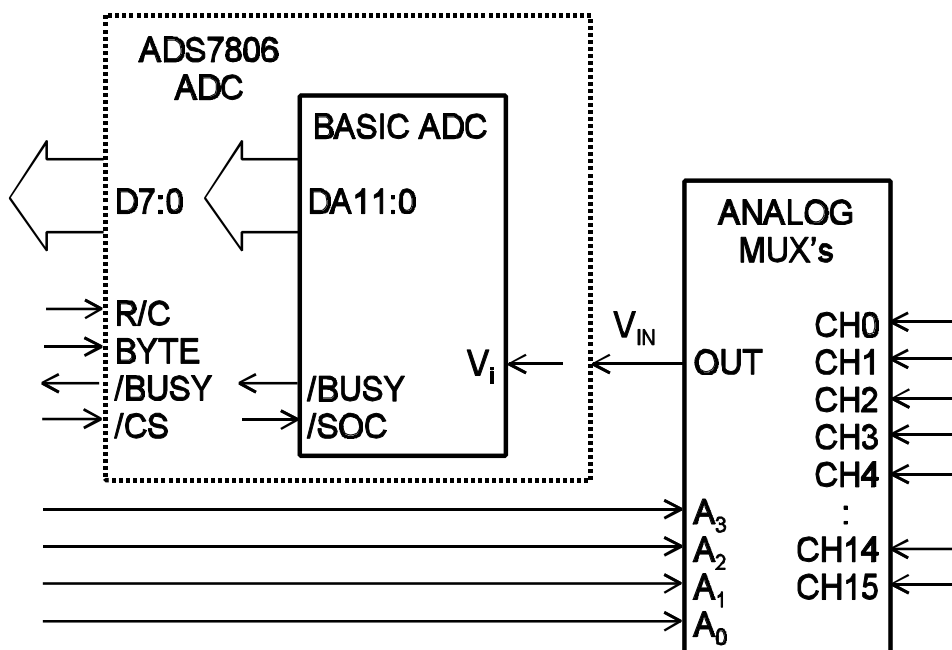 ADS7806
ADC
BASIC ADC
D7:0
DA11:0
R/C
BYTE
/BUSY
/CS
V_i
/BUSY
/SOC
V_IN
ANALOG
MUX's
OUT
CH0
CH1
CH2
CH3
CH4
:
CH14
CH15
A_3
A_2
A_1
A_0